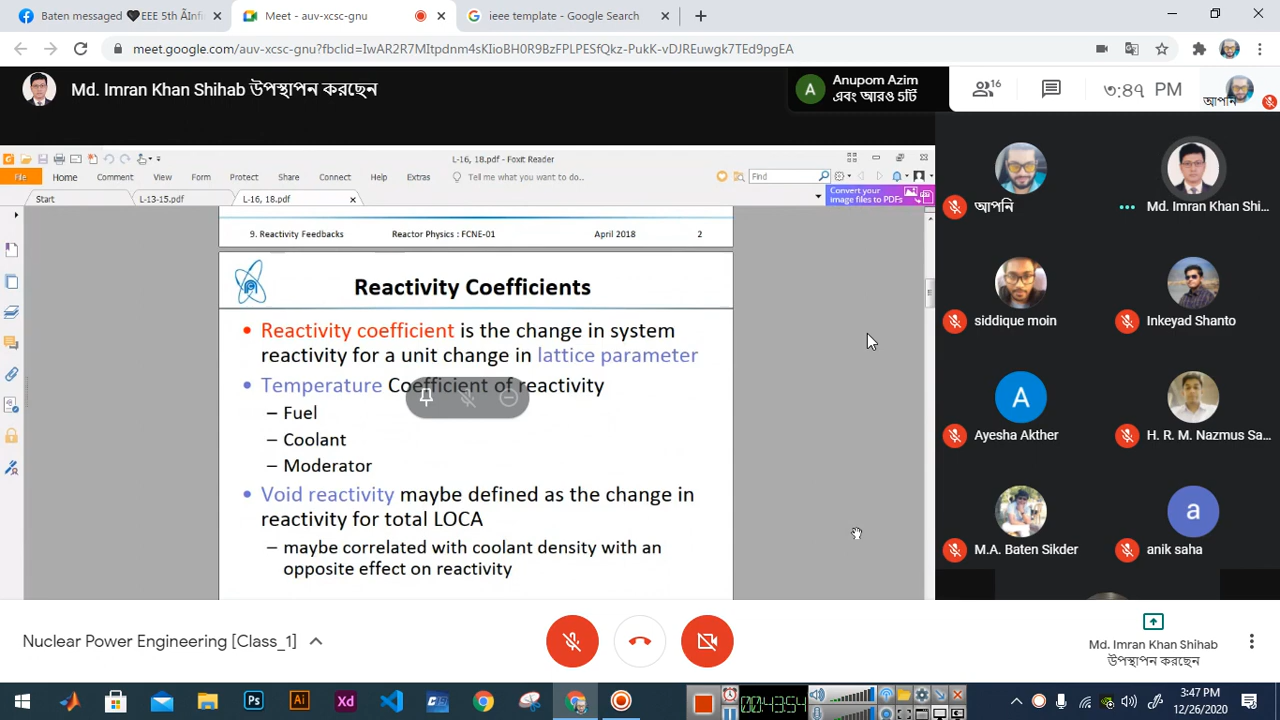 Baten messaged 🖤EEE 5th ÃInfi
Meet - auv-xcsc-gnu
ieee template - Google Search
meet.google.com/auv-xcsc-gnu?fbclid=IwAR2R7MItpdnm4sKIioBH0R9BzFPLPESfQkz-PukK-vDJREuwgk7TEd9pgEA
Md. Imran Khan Shihab উপস্থাপন করছেন
A
Anupom Azim
এবং আরও ৫টি
16
৩:৪৭ PM
আপনি
L-16, 18.pdf - Foxit Reader
File Home Comment View Form Protect Share Connect Help Extras Tell me what you want to do.. Find
Start L-13-15.pdf L-16, 18.pdf
Convert your
image files to PDFs
9. Reactivity Feedbacks Reactor Physics : FCNE-01 April 2018 2
Reactivity Coefficients
• Reactivity coefficient is the change in system
reactivity for a unit change in lattice parameter
• Temperature Coefficient of reactivity
– Fuel
– Coolant
– Moderator
• Void reactivity maybe defined as the change in
reactivity for total LOCA
– maybe correlated with coolant density with an
opposite effect on reactivity
আপনি
Md. Imran Khan Shi...
siddique moin
Inkeyad Shanto
A
Ayesha Akther
H. R. M. Nazmus Sa...
M.A. Baten Sikder
a
anik saha
Nuclear Power Engineering [Class_1]
Md. Imran Khan Shihab
উপস্থাপন করছেন
Ps
Ai
Xd
00:43:54
3:47 PM
12/26/2020